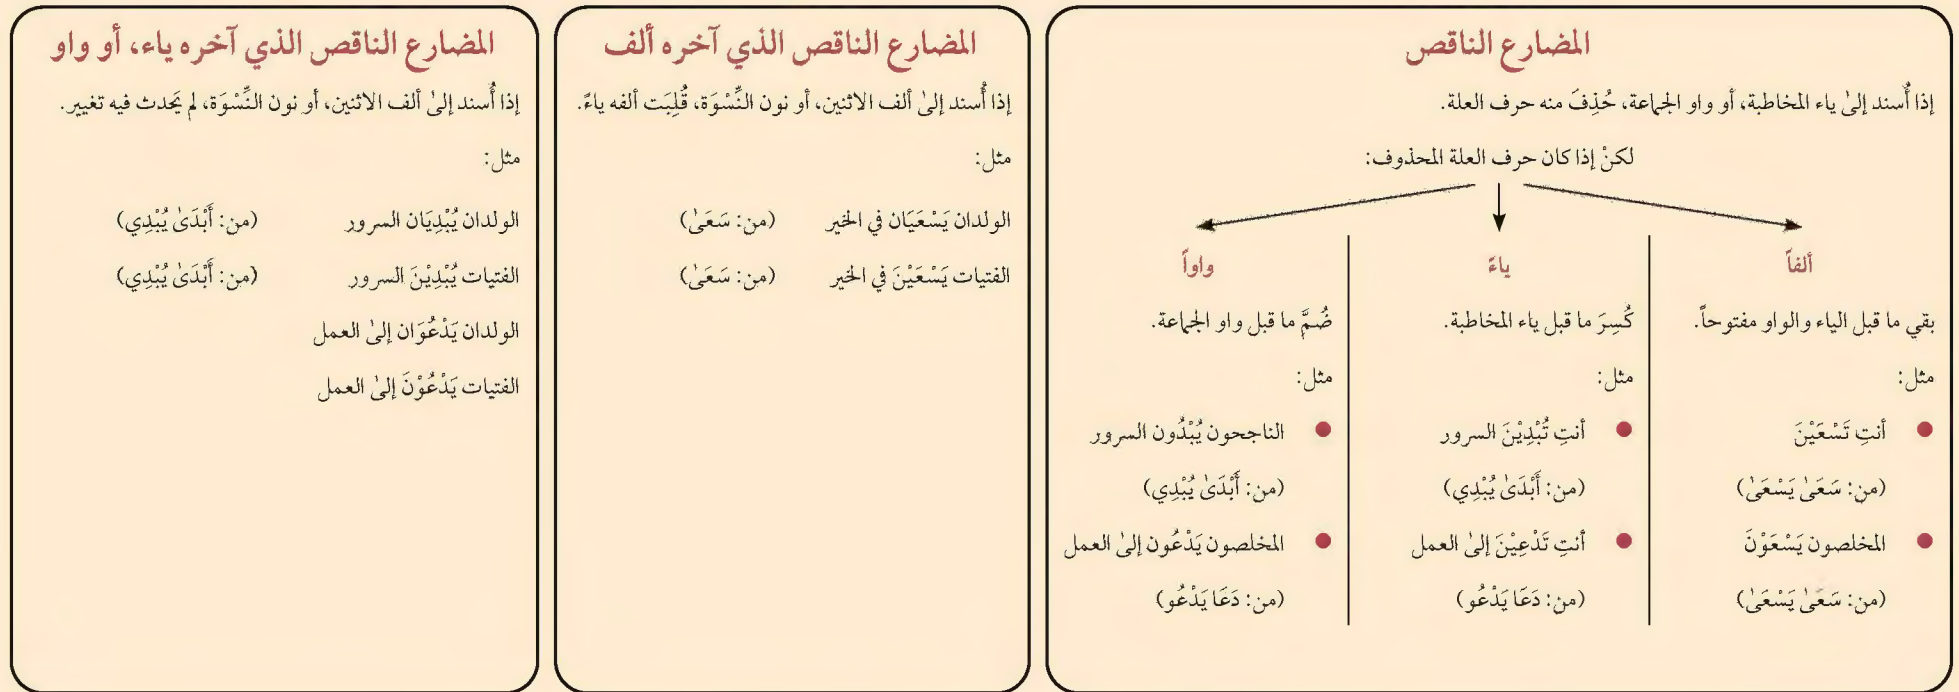 المضارع الناقص
إذا أُسند إلىٰ ياء المخاطبة، أو واو الجماعة، حُذِفَ منه حرف العلة.
لكنْ إذا كان حرف العلة المحذوف:
ألفاً
بقي ما قبل الياء والواو مفتوحاً.
مثل:
أنتِ تَسْعَيْنَ
(من: سَعَىٰ يَسْعَىٰ)
المخلصون يَسْعَوْنَ
(من: سَعَىٰ يَسْعَىٰ)
ياءً
كُسِرَ ما قبل ياء المخاطبة.
مثل:
أنتِ تُبْدِيْنَ السرور
(من: أَبْدَىٰ يُبْدِي)
أنتِ تَدْعِيْنَ إلىٰ العمل
(من: دَعَا يَدْعُو)
واواً
ضُمَّ ما قبل واو الجماعة.
مثل:
الناجحون يُبْدُون السرور
(من: أَبْدَىٰ يُبْدِي)
المخلصون يَدْعُون إلىٰ العمل
(من: دَعَا يَدْعُو)
المضارع الناقص الذي آخره ألف
إذا أُسند إلىٰ ألف الاثنين، أو نون النِّسْوَة، قُلِبَت ألفه ياءً.
مثل:
الولدان يَسْعَيَان في الخير (من: سَعَىٰ)
الفتيات يَسْعَيْنَ في الخير (من: سَعَىٰ)
المضارع الناقص الذي آخره ياء، أو واو
إذا أُسند إلىٰ ألف الاثنين، أو نون النِّسْوَة، لم يَحدث فيه تغيير.
مثل:
الولدان يُبْدِيَان السرور (من: أَبْدَىٰ يُبْدِي)
الفتيات يُبْدِيْنَ السرور (من: أَبْدَىٰ يُبْدِي)
الولدان يَدْعُوَان إلىٰ العمل
الفتيات يَدْعُوْنَ إلىٰ العمل